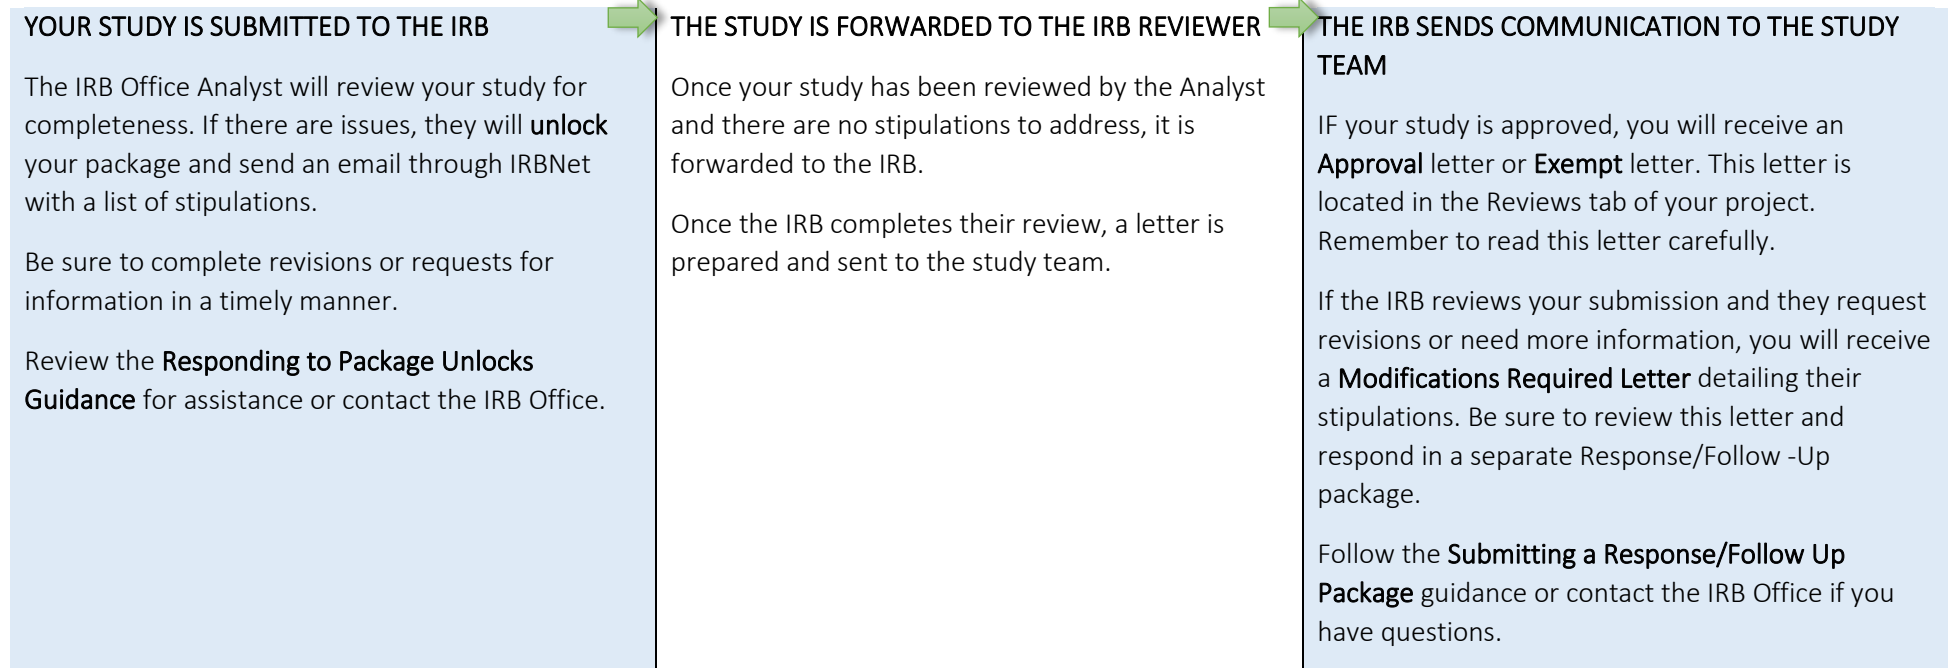 YOUR STUDY IS SUBMITTED TO THE IRB
The IRB Office Analyst will review your study for
completeness. If there are issues, they will unlock
your package and send an email through IRBNet
with a list of stipulations.
Be sure to complete revisions or requests for
information in a timely manner.
Review the Responding to Package Unlocks
Guidance for assistance or contact the IRB Office.
THE STUDY IS FORWARDED TO THE IRB REVIEWER
Once your study has been reviewed by the Analyst
and there are no stipulations to address, it is
forwarded to the IRB.
Once the IRB completes their review, a letter is
prepared and sent to the study team.
THE IRB SENDS COMMUNICATION TO THE STUDY
TEAM
IF your study is approved, you will receive an
Approval letter or Exempt letter. This letter is
located in the Reviews tab of your project.
Remember to read this letter carefully.
If the IRB reviews your submission and they request
revisions or need more information, you will receive
a Modifications Required Letter detailing their
stipulations. Be sure to review this letter and
respond in a separate Response/Follow -Up
package.
Follow the Submitting a Response/Follow Up
Package guidance or contact the IRB Office if you
have questions.